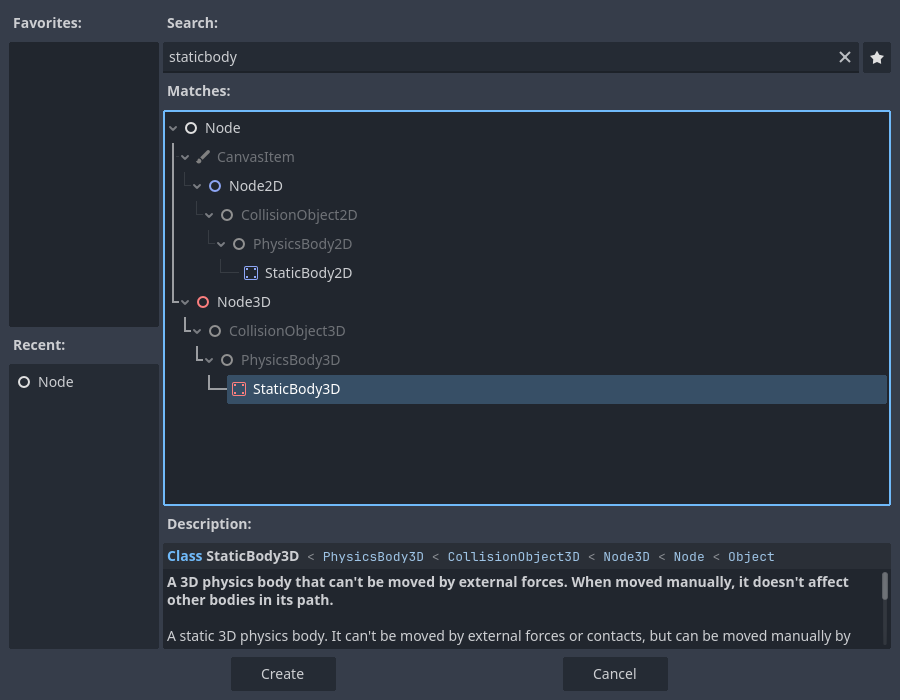 Favorites:
Search:
staticbody
Matches:
Node
CanvasItem
Node2D
CollisionObject2D
PhysicsBody2D
StaticBody2D
Node3D
CollisionObject3D
PhysicsBody3D
StaticBody3D
Recent:
Node
Description:
Class StaticBody3D < PhysicsBody3D < CollisionObject3D < Node3D < Node < Object
A 3D physics body that can't be moved by external forces. When moved manually, it doesn't affect
other bodies in its path.
A static 3D physics body. It can't be moved by external forces or contacts, but can be moved manually by
Create
Cancel